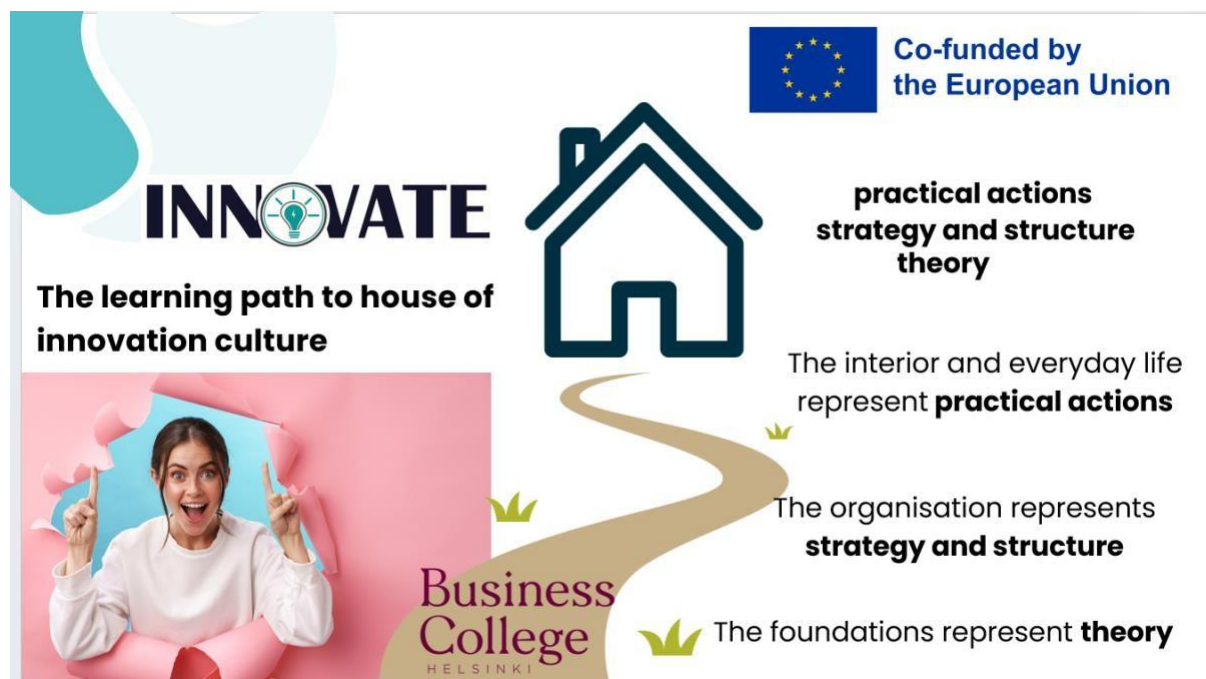 Co-funded by
the European Union
INNOVATE
The learning path to house of
innovation culture
practical actions
strategy and structure
theory
The interior and everyday life
represent practical actions
The organisation represents
strategy and structure
The foundations represent theory
Business
College
HELSINKI